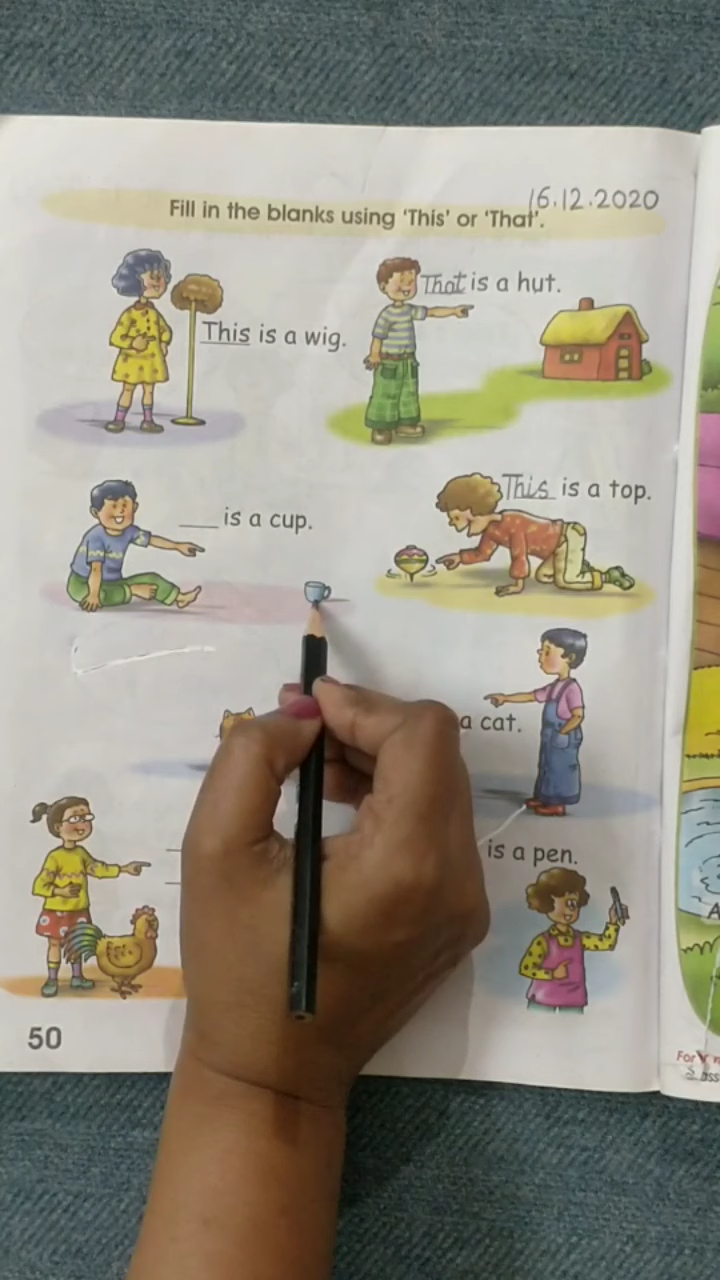 16.12.2020
Fill in the blanks using 'This' or 'That'.
That is a hut.
This is a wig.
This is a top.
___ is a cup.
a cat.
is a pen.
50
For